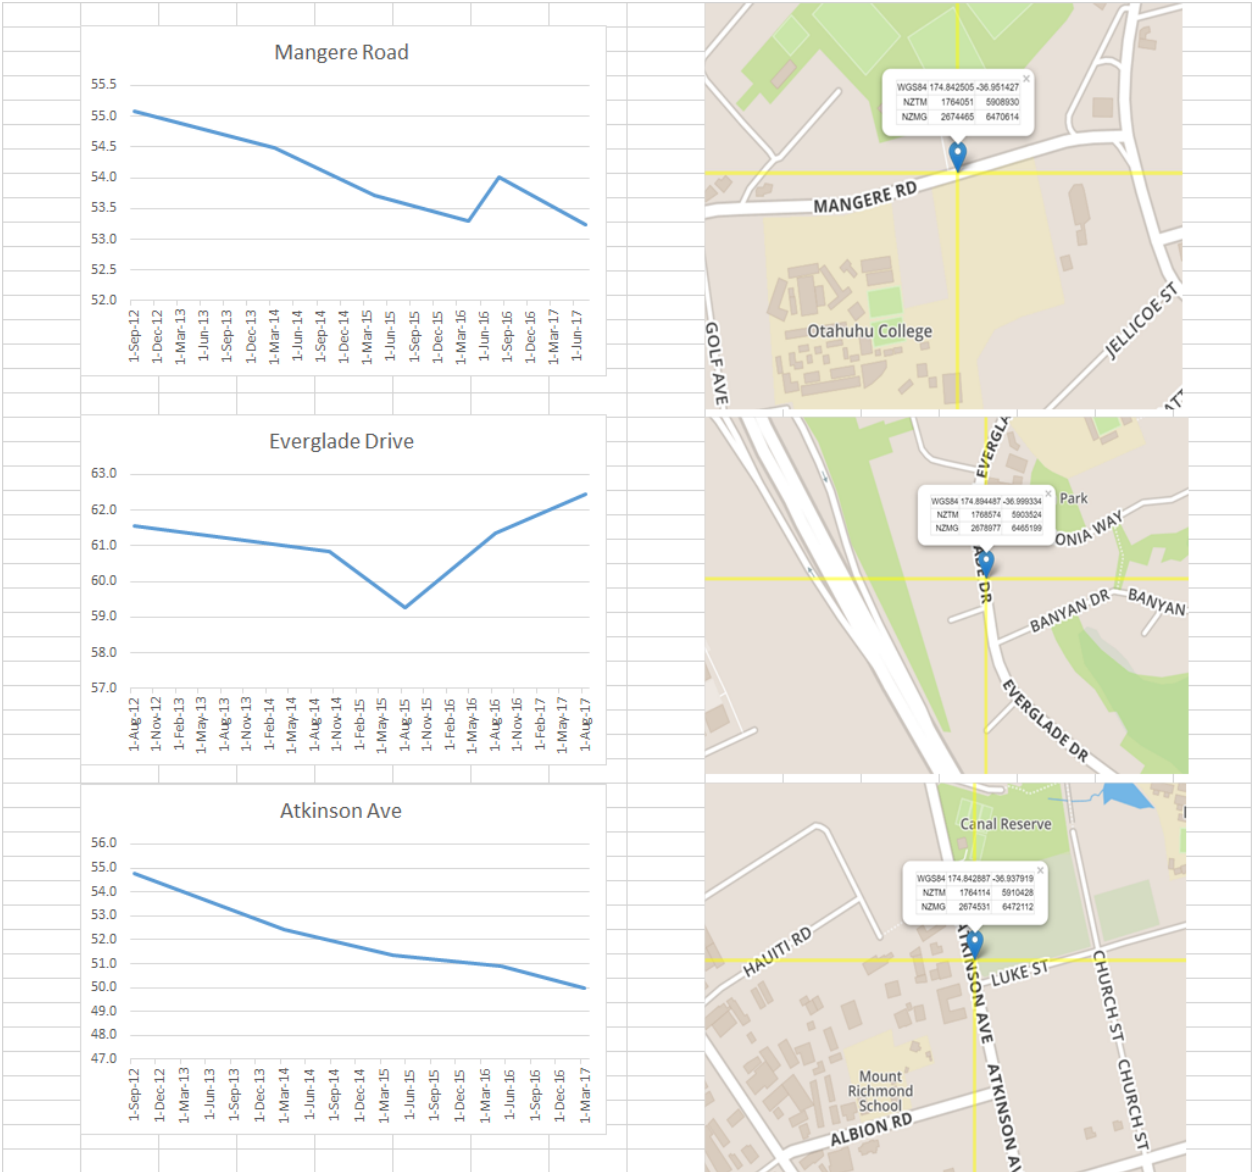 Mangere Road
55.5
55.0
54.5
54.0
53.5
53.0
52.5
52.0
1-Sep-12
1-Dec-12
1-Mar-13
1-Jun-13
1-Sep-13
1-Dec-13
1-Mar-14
1-Jun-14
1-Sep-14
1-Dec-14
1-Mar-15
1-Jun-15
1-Sep-15
1-Dec-15
1-Mar-16
1-Jun-16
1-Sep-16
1-Dec-16
1-Mar-17
1-Jun-17
WGS84 174.842505 -36.951427
NZTM 1764051 5908930
NZMG 2674465 6470614
MANGERE RD
Otahuhu College
GOLF AVE
JELLICOE ST
ATT
Everglade Drive
63.0
62.0
61.0
60.0
59.0
58.0
57.0
1-Aug-12
1-Nov-12
1-Feb-13
1-May-13
1-Aug-13
1-Nov-13
1-Feb-14
1-May-14
1-Aug-14
1-Nov-14
1-Feb-15
1-May-15
1-Aug-15
1-Nov-15
1-Feb-16
1-May-16
1-Aug-16
1-Nov-16
1-Feb-17
1-May-17
1-Aug-17
EVERGLA
WGS84 174.894487 -36.999334
NZTM 1768574 5903524
NZMG 2678977 6465199
Park
ONIA WAY
ADE DR
BANYAN DR
BANYAN
EVERGLADE DR
Atkinson Ave
56.0
55.0
54.0
53.0
52.0
51.0
50.0
49.0
48.0
47.0
1-Sep-12
1-Dec-12
1-Mar-13
1-Jun-13
1-Sep-13
1-Dec-13
1-Mar-14
1-Jun-14
1-Sep-14
1-Dec-14
1-Mar-15
1-Jun-15
1-Sep-15
1-Dec-15
1-Mar-16
1-Jun-16
1-Sep-16
1-Dec-16
1-Mar-17
Canal Reserve
WGS84 174.842887 -36.937919
NZTM 1764114 5910428
NZMG 2674531 6472112
HAUITI RD
ATKINSON AVE
LUKE ST
CHURCH ST
CHURCH ST
Mount
Richmond
School
ALBION RD
ATKINSON AV